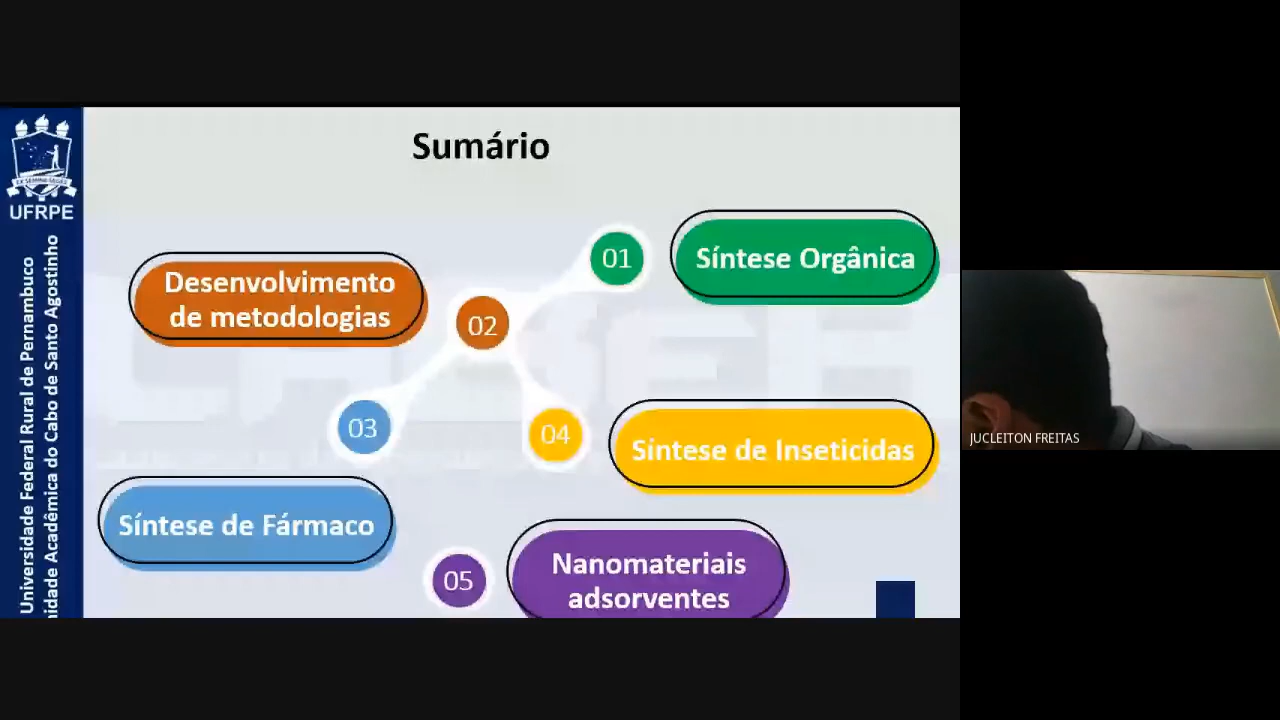 Sumário
UFRPE
Universidade Federal Rural de Pernambuco
idade Acadêmica do Cabo de Santo Agostinho
01
Síntese Orgânica
Desenvolvimento
de metodologias
02
03
04
Síntese de Inseticidas
Síntese de Fármaco
05
Nanomateriais
adsorventes
JUCLEITON FREITAS